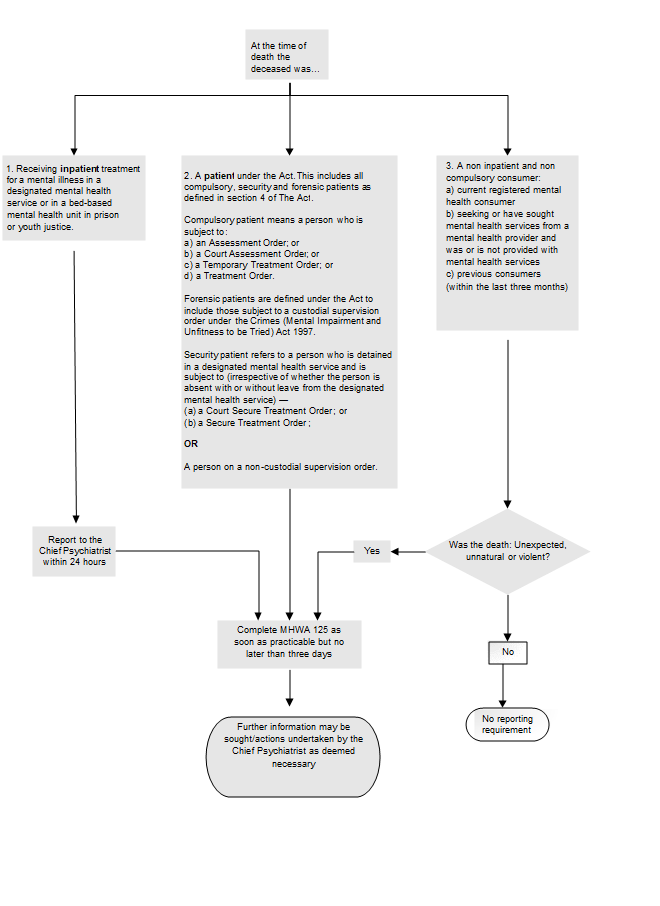 At the time of
death the
deceased was...
1. Receiving inpatient treatment
for a mental illness in a
designated mental health
service or in a bed-based
mental health unit in prison
or youth justice.
2. A patient under the Act. This includes all
compulsory, security and forensic patients as
defined in section 4 of The Act.
Compulsory patient means a person who is
subject to:
a) an Assessment Order; or
b) a Court Assessment Order; or
c) a Temporary Treatment Order; or
d) a Treatment Order.
Forensic patients are defined under the Act to
include those subject to a custodial supervision
order under the Crimes (Mental Impairment and
Unfitness to be Tried) Act 1997.
Security patient refers to a person who is detained
in a designated mental health service and is
subject to (irrespective of whether the person is
absent with or without leave from the designated
mental health service) —
(a) a Court Secure Treatment Order; or
(b) a Secure Treatment Order;
OR
A person on a non-custodial supervision order.
3. A non inpatient and non
compulsory consumer:
a) current registered mental
health consumer
b) seeking or have sought
mental health services from a
mental health provider and
was or is not provided with
mental health services
c) previous consumers
(within the last three months)
Report to the
Chief Psychiatrist
within 24 hours
Yes
Was the death: Unexpected,
unnatural or violent?
Complete MHWA 125 as
soon as practicable but no
later than three days
No
Further information may be
sought/actions undertaken by the
Chief Psychiatrist as deemed
necessary
No reporting
requirement